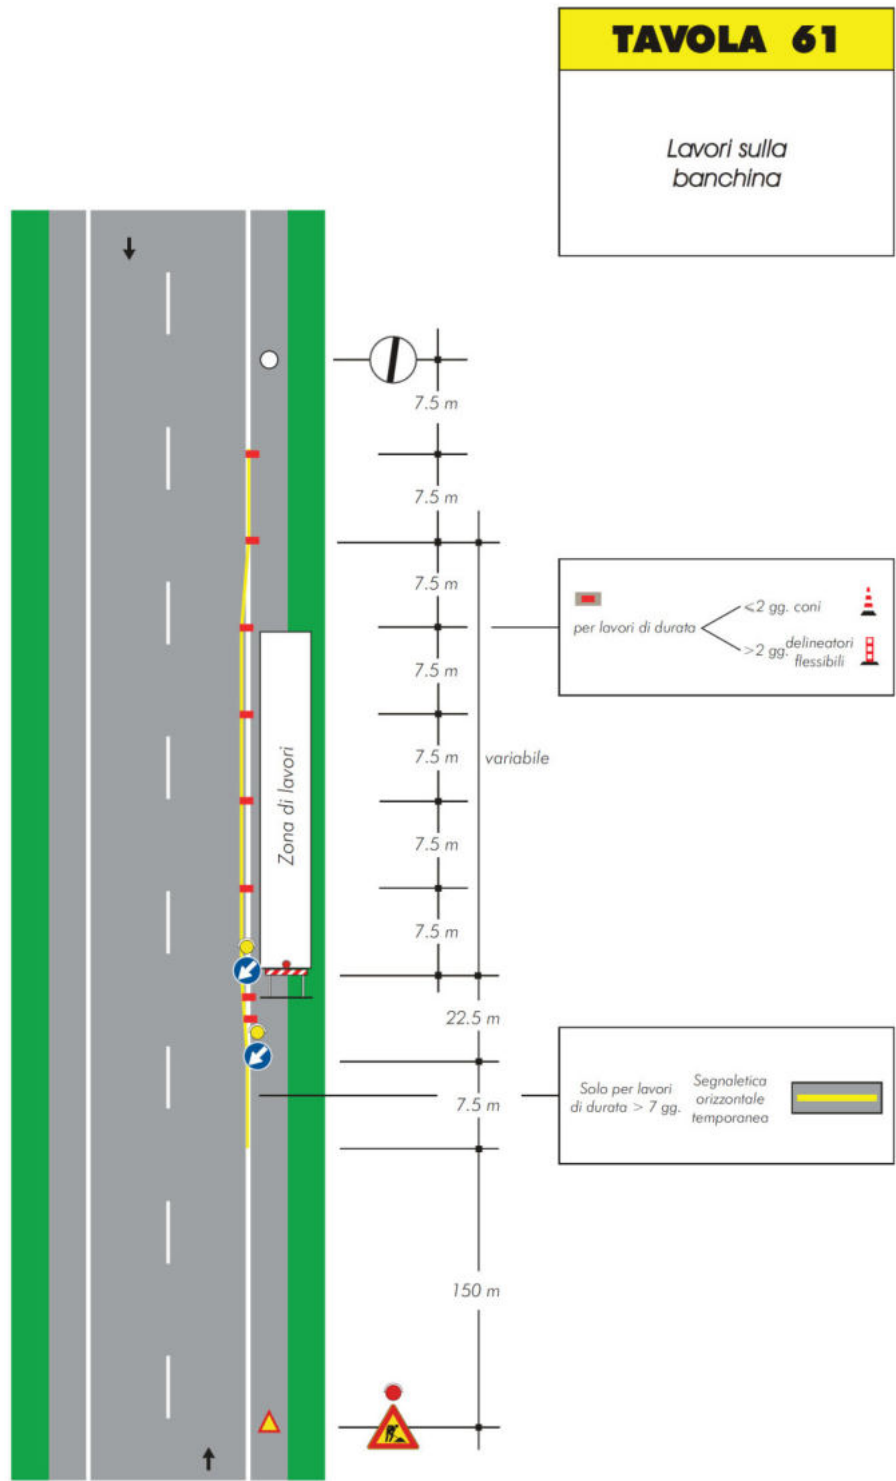 TAVOLA 61
Lavori sulla
banchina
7.5 m
7.5 m
7.5 m
per lavori di durata
≤2 gg. coni
>2 gg. delineatori
flessibili
7.5 m
7.5 m
variabile
Zona di lavori
7.5 m
7.5 m
22.5 m
7.5 m
Solo per lavori
di durata > 7 gg.
Segnaletica
orizzontale
temporanea
150 m